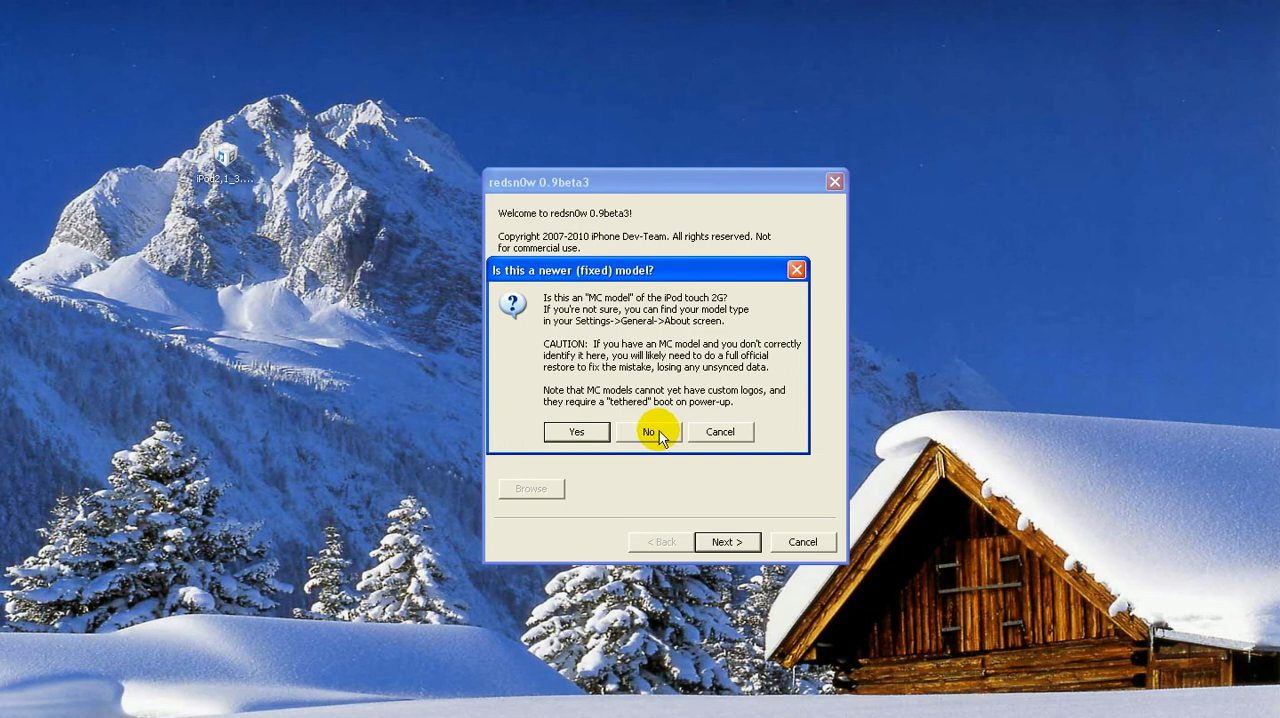 iPod2,1_3....
redsn0w 0.9beta3
Welcome to redsn0w 0.9beta3!
Copyright 2007-2010 iPhone Dev-Team. All rights reserved. Not
for commercial use.
Is this a newer (fixed) model?
Is this an "MC model" of the iPod touch 2G?
If you're not sure, you can find your model type
in your Settings->General->About screen.
CAUTION: If you have an MC model and you don't correctly
identify it here, you will likely need to do a full official
restore to fix the mistake, losing any unsynced data.
Note that MC models cannot yet have custom logos, and
they require a "tethered" boot on power-up.
Yes No Cancel
Browse
< Back Next > Cancel